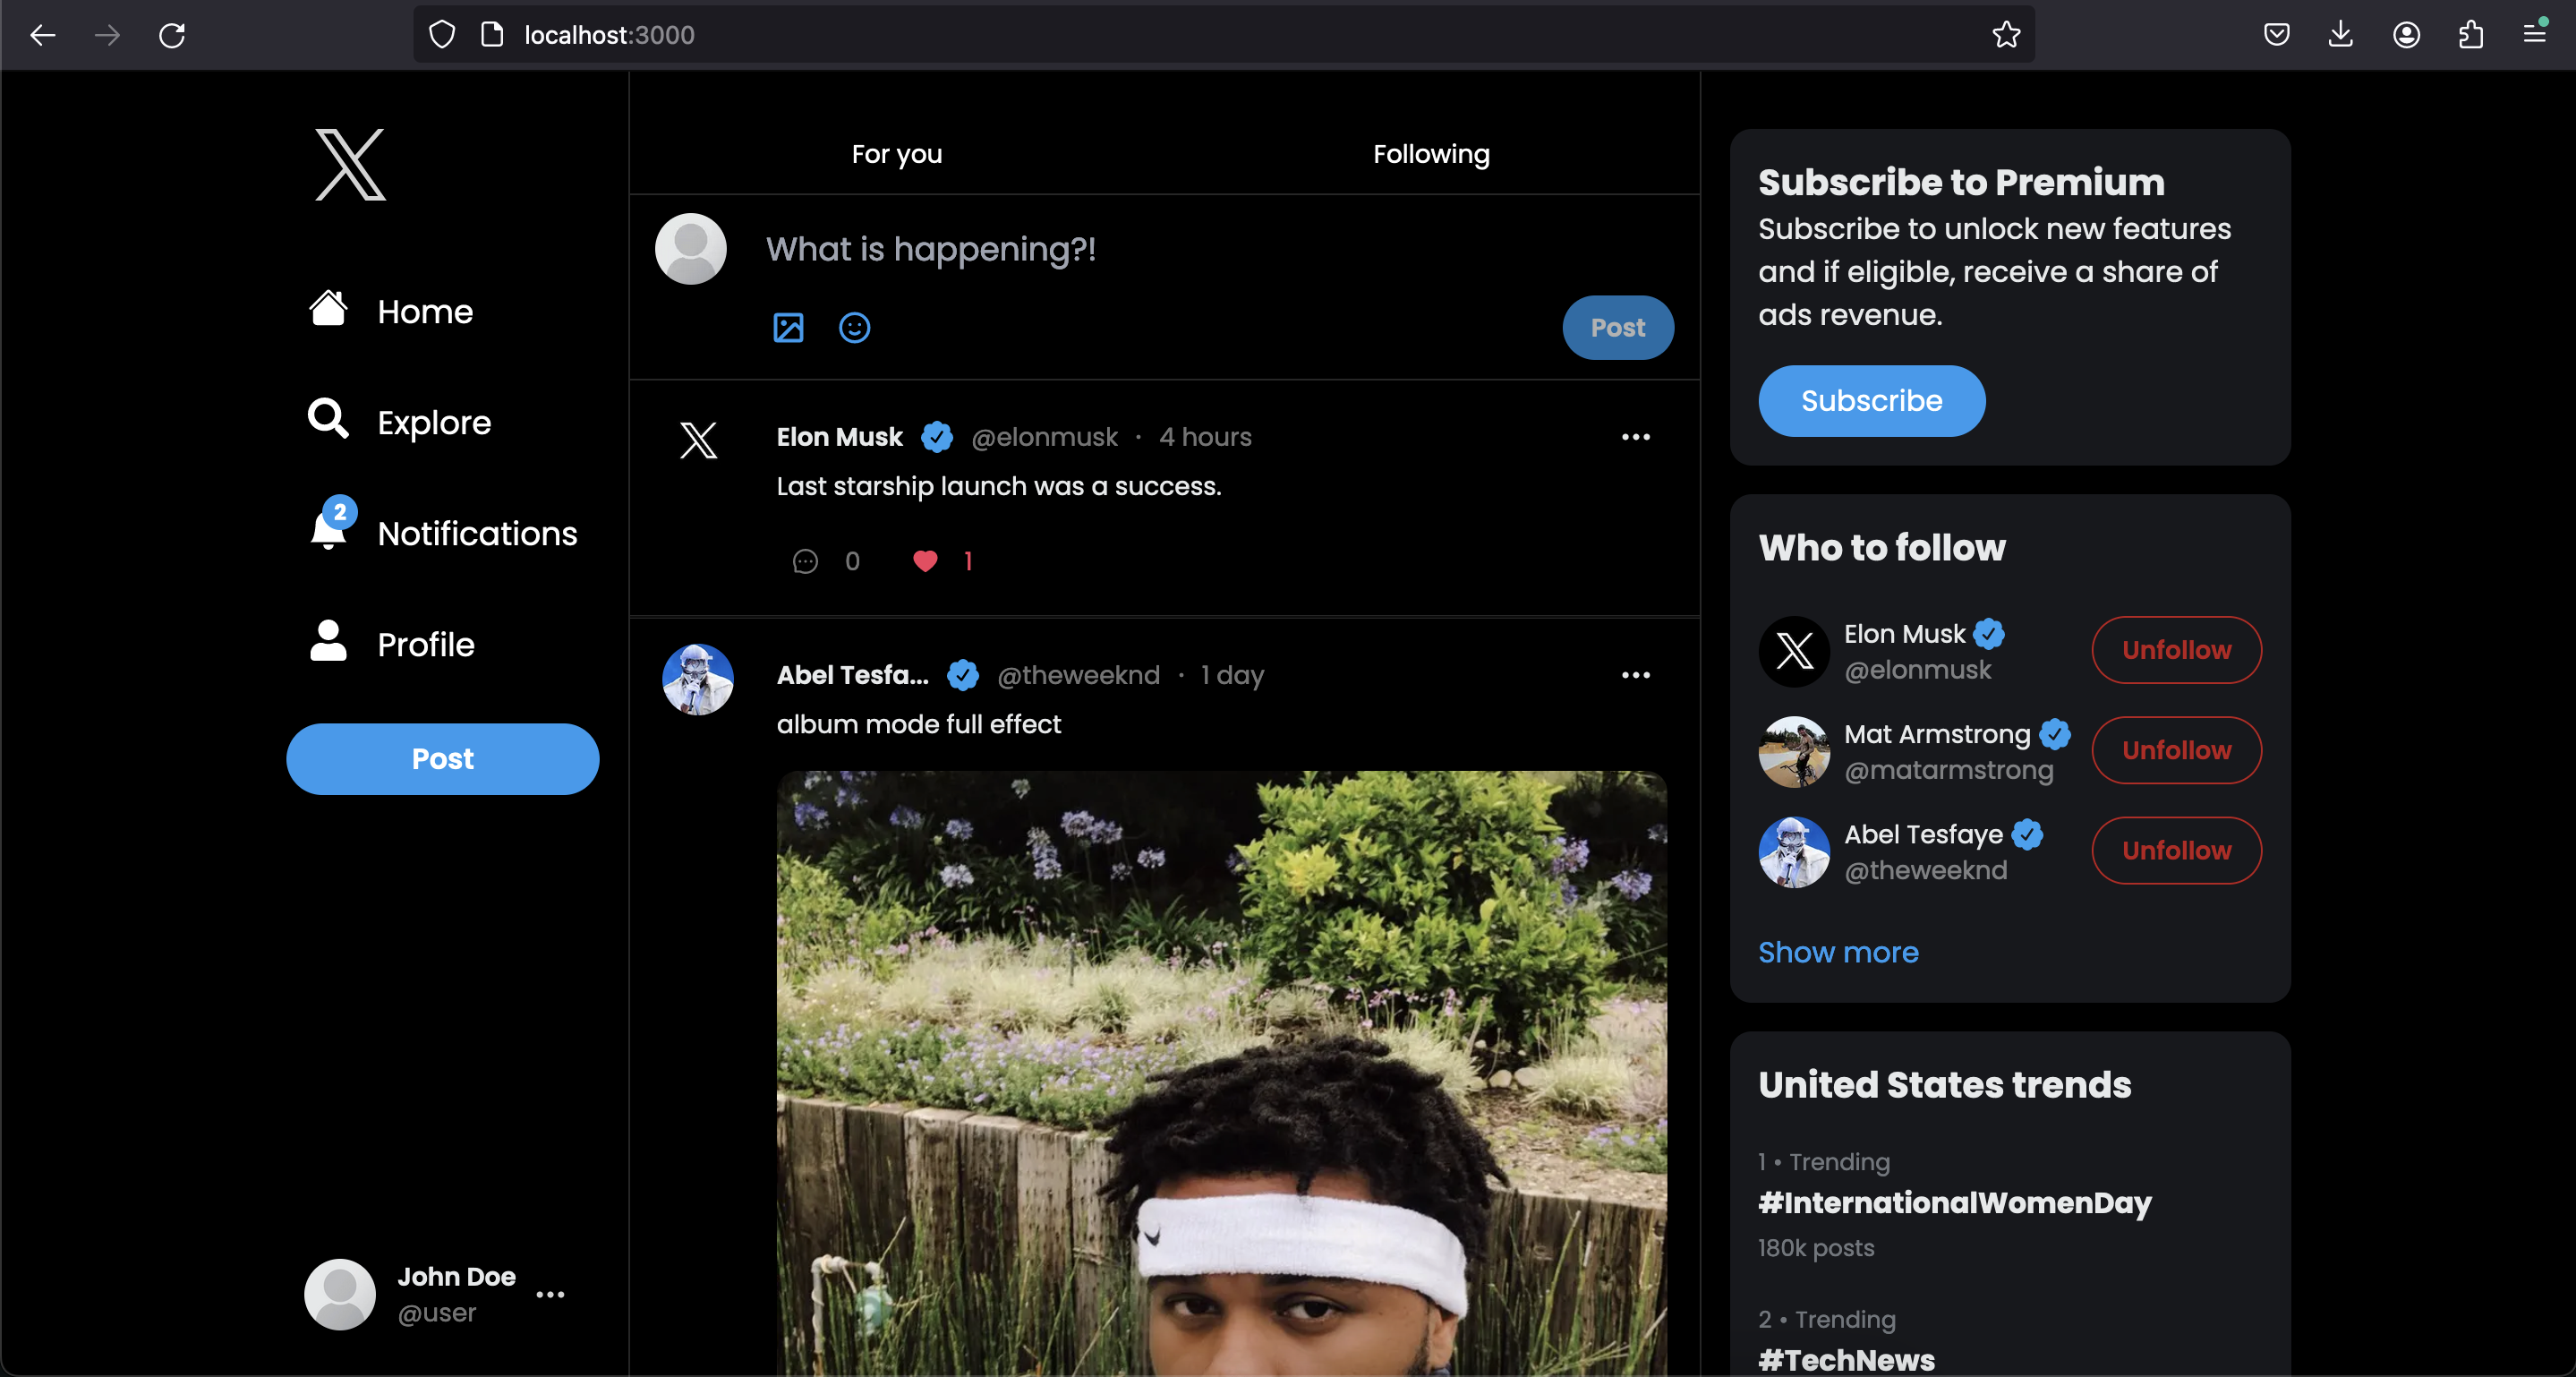 localhost:3000
Home
Explore
2
Notifications
Profile
Post
John Doe
@user
For you
Following
What is happening?!
Post
Elon Musk @elonmusk · 4 hours
Last starship launch was a success.
0 1
Abel Tesfa... @theweeknd · 1 day
album mode full effect
Subscribe to Premium
Subscribe to unlock new features
and if eligible, receive a share of
ads revenue.
Subscribe
Who to follow
Elon Musk
@elonmusk
Unfollow
Mat Armstrong
@matarmstrong
Unfollow
Abel Tesfaye
@theweeknd
Unfollow
Show more
United States trends
1 • Trending
#InternationalWomenDay
180k posts
2 • Trending
#TechNews